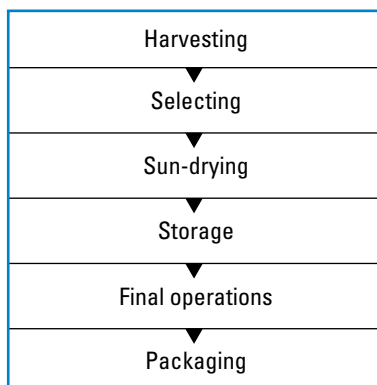 Harvesting
Selecting
Sun-drying
Storage
Final operations
Packaging